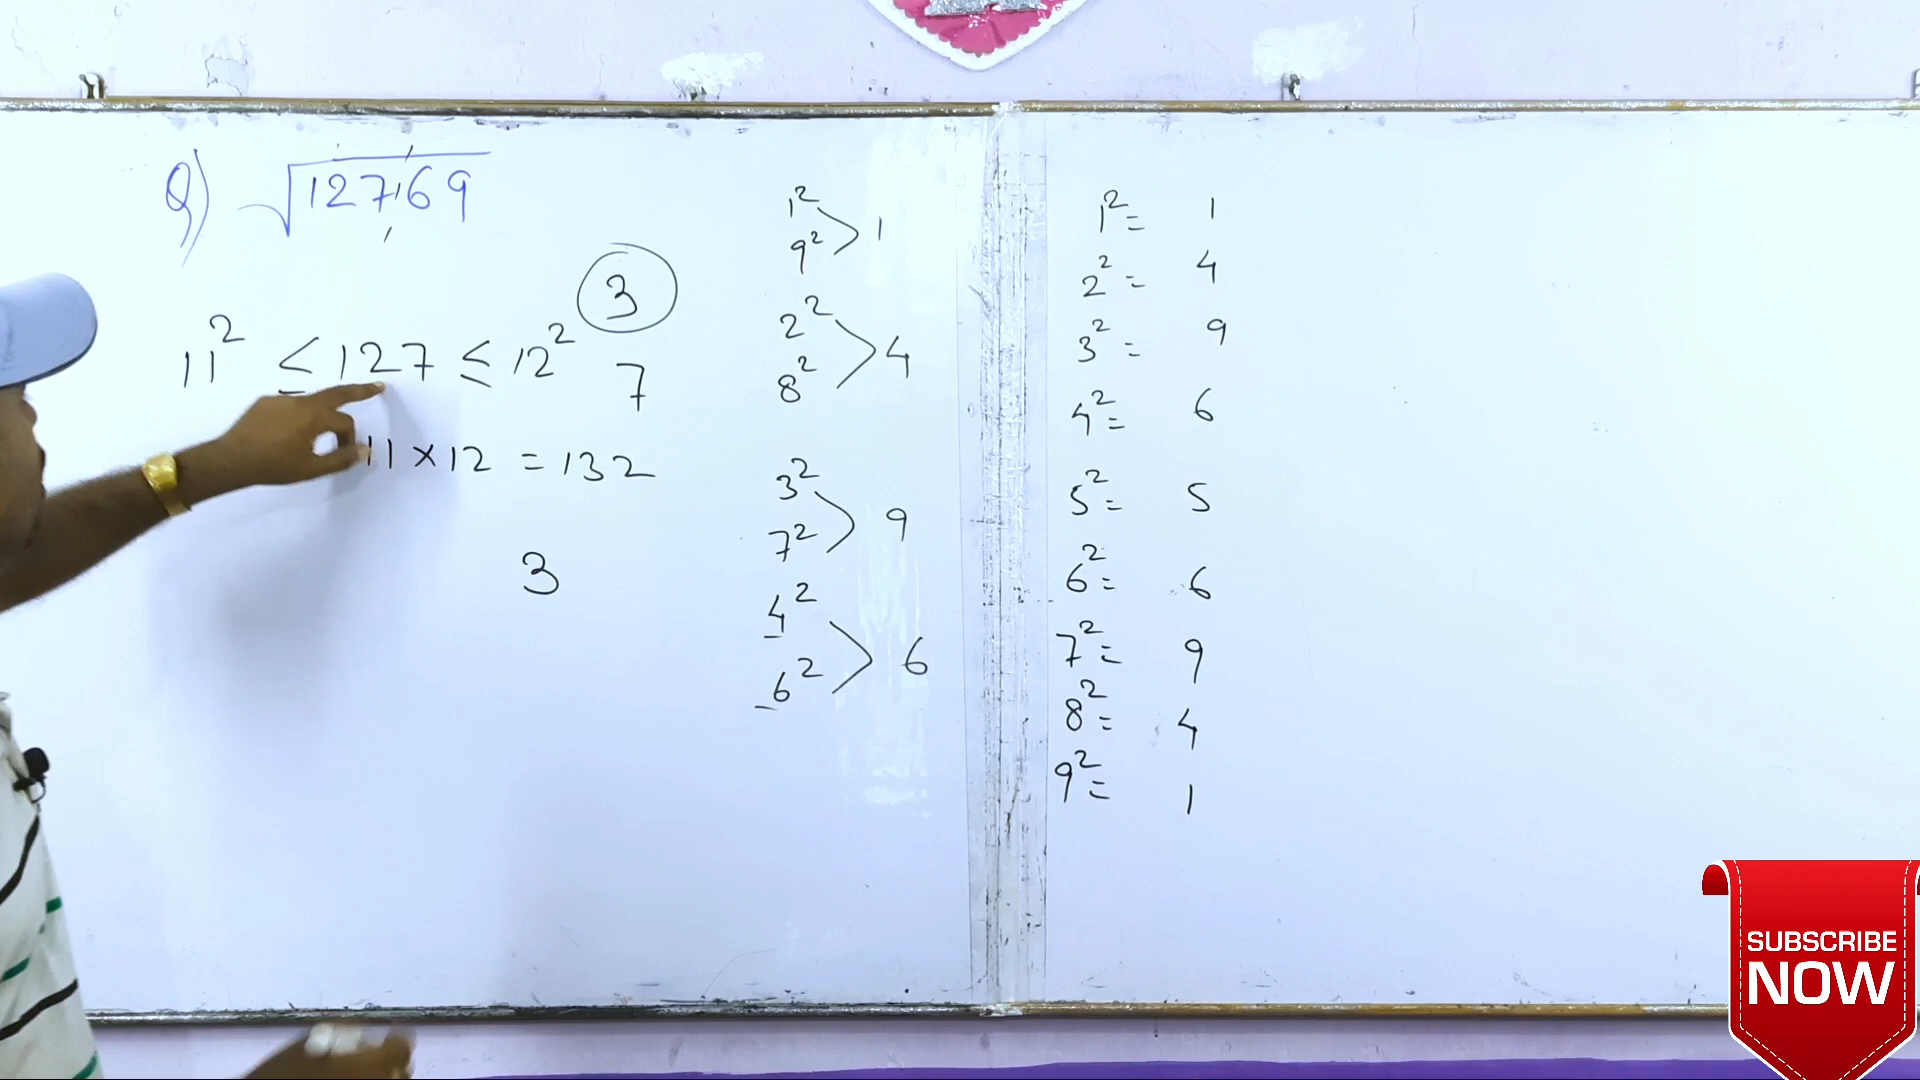 Q) √127,69
11² ≤ 127 ≤ 12²
3
7
11 × 12 = 132
3
1²
9² > 1
2²
8² > 4
3²
7² > 9
4²
6² > 6
1² = 1
2² = 4
3² = 9
4² = 6
5² = 5
6² = 6
7² = 9
8² = 4
9² = 1
SUBSCRIBE
NOW